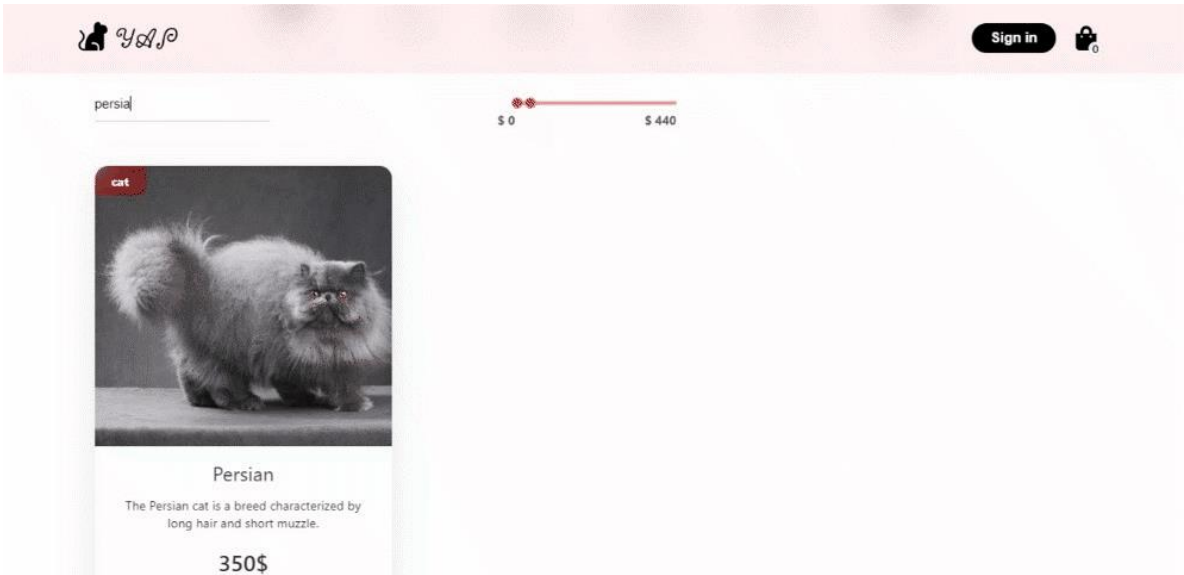 YAP
Sign in
0
persia
$ 0
$ 440
cat
Persian
The Persian cat is a breed characterized by
long hair and short muzzle.
350$